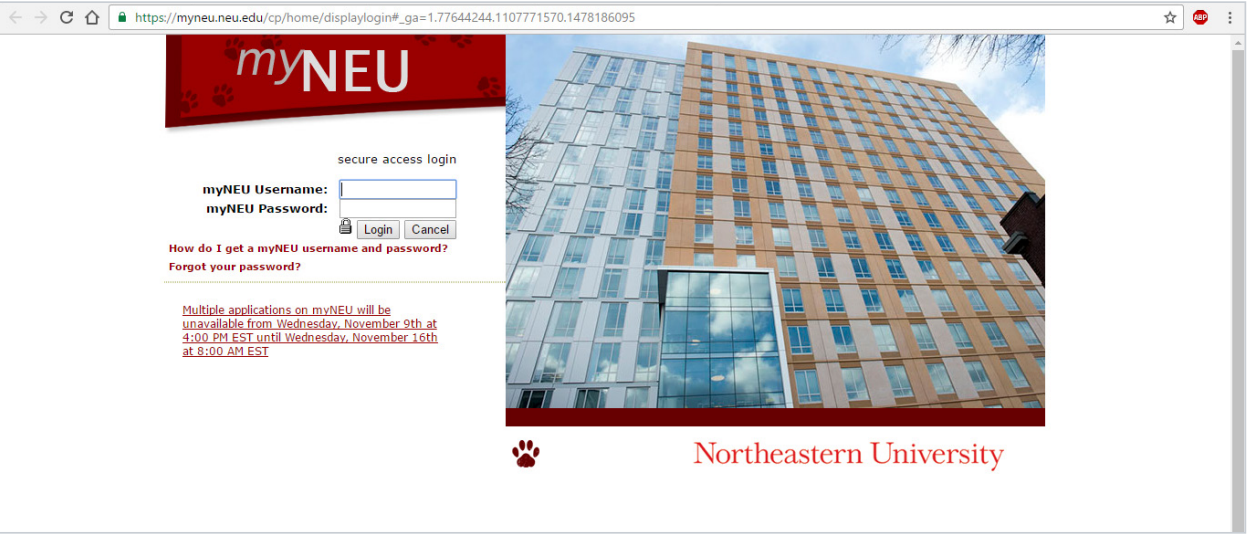 https://myneu.neu.edu/cp/home/displaylogin#_ga=1.77644244.1107771570.1478186095
ABP
myNEU
secure access login
myNEU Username:
myNEU Password:
Login Cancel
How do I get a myNEU username and password?
Forgot your password?
Multiple applications on myNEU will be
unavailable from Wednesday, November 9th at
4:00 PM EST until Wednesday, November 16th
at 8:00 AM EST
Northeastern University